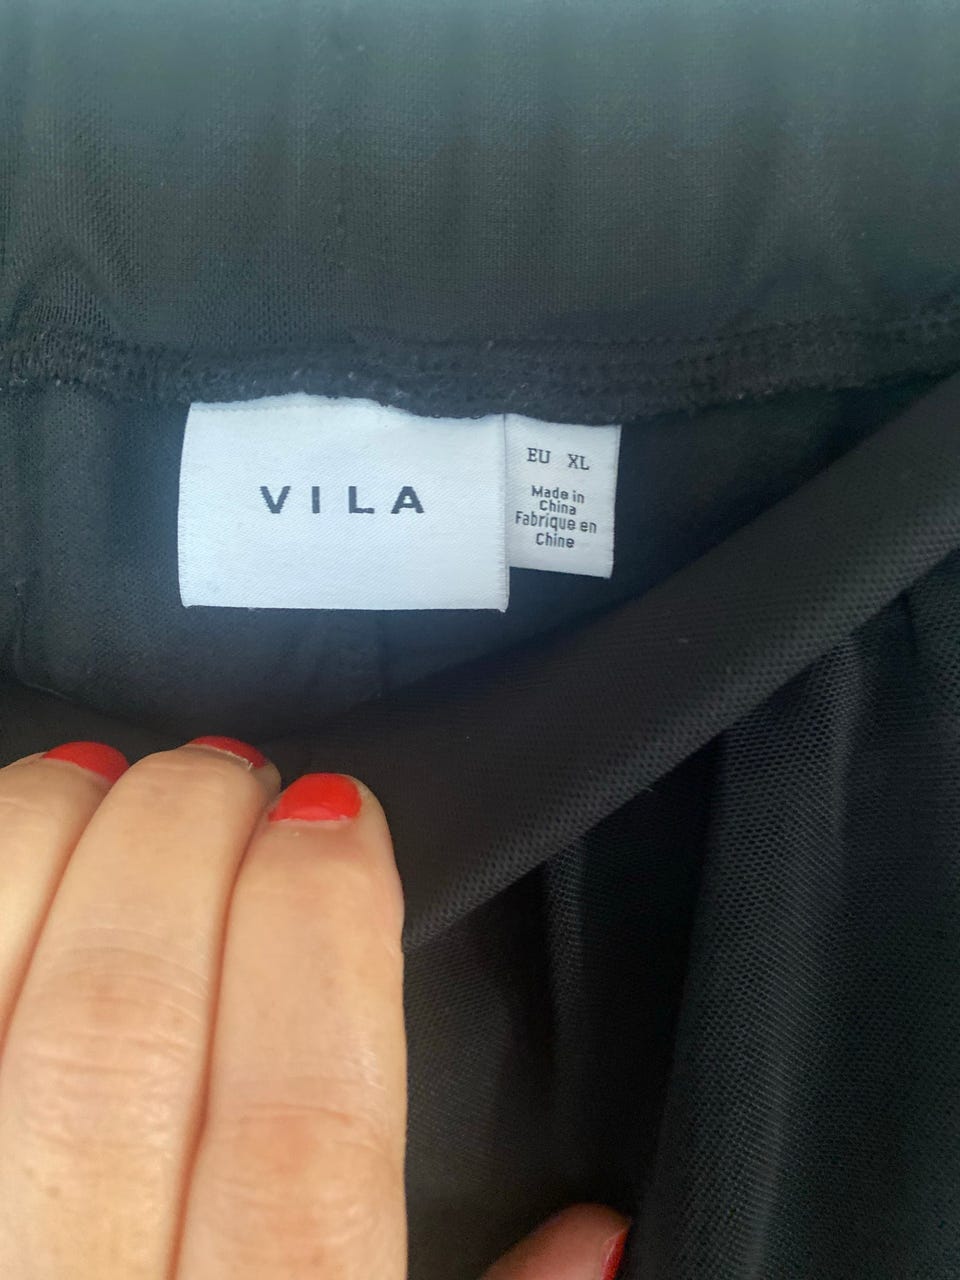 VILA
EU XL
Made in
China
Fabrique en
Chine